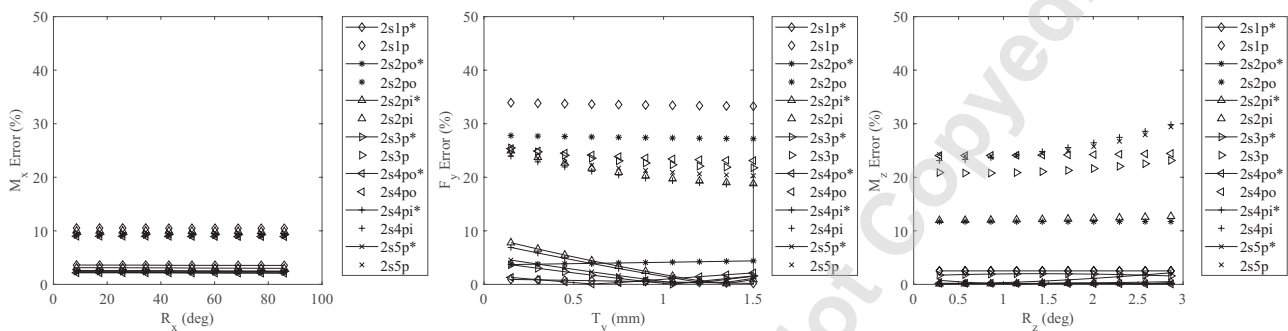 50
40
30
20
10
0
M_x Error (%)
0 20 40 60 80 100
R_x (deg)
2s1p*
2s1p
2s2po*
2s2po
2s2pi*
2s2pi
2s3p*
2s3p
2s4po*
2s4po
2s4pi*
2s4pi
2s5p*
2s5p
50
40
30
20
10
0
F_y Error (%)
0 0.5 1 1.5
T_y (mm)
2s1p*
2s1p
2s2po*
2s2po
2s2pi*
2s2pi
2s3p*
2s3p
2s4po*
2s4po
2s4pi*
2s4pi
2s5p*
2s5p
50
40
30
20
10
0
M_z Error (%)
0 0.5 1 1.5 2 2.5 3
R_z (deg)
2s1p*
2s1p
2s2po*
2s2po
2s2pi*
2s2pi
2s3p*
2s3p
2s4po*
2s4po
2s4pi*
2s4pi
2s5p*
2s5p
ot Copyed